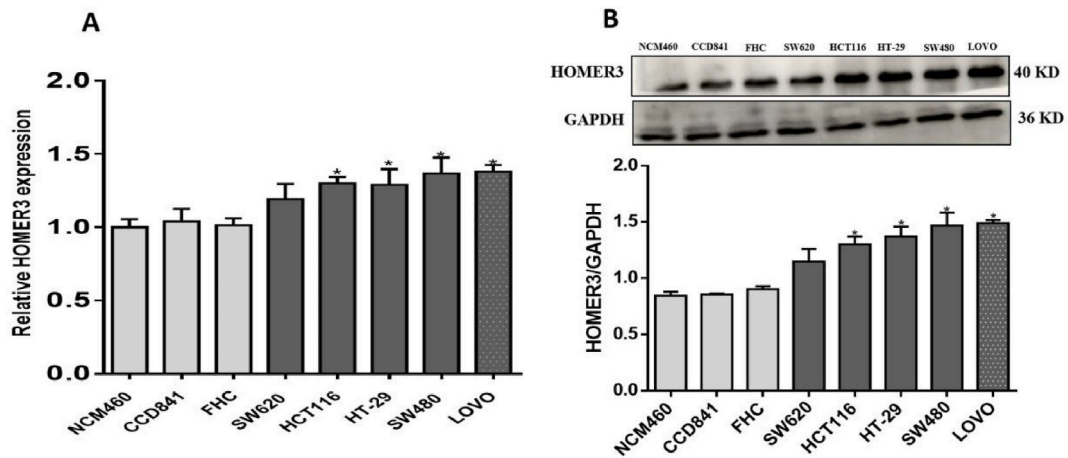 A
Relative HOMER3 expression
2.0
1.5
1.0
0.5
0.0
* * * *
NCM460 CCD841 FHC SW620 HCT116 HT-29 SW480 LOVO
B
NCM460 CCD841 FHC SW620 HCT116 HT-29 SW480 LOVO
HOMER3 40 KD
GAPDH 36 KD
HOMER3/GAPDH
2.0
1.5
1.0
0.5
0.0
* * * *
NCM460 CCD841 FHC SW620 HCT116 HT-29 SW480 LOVO